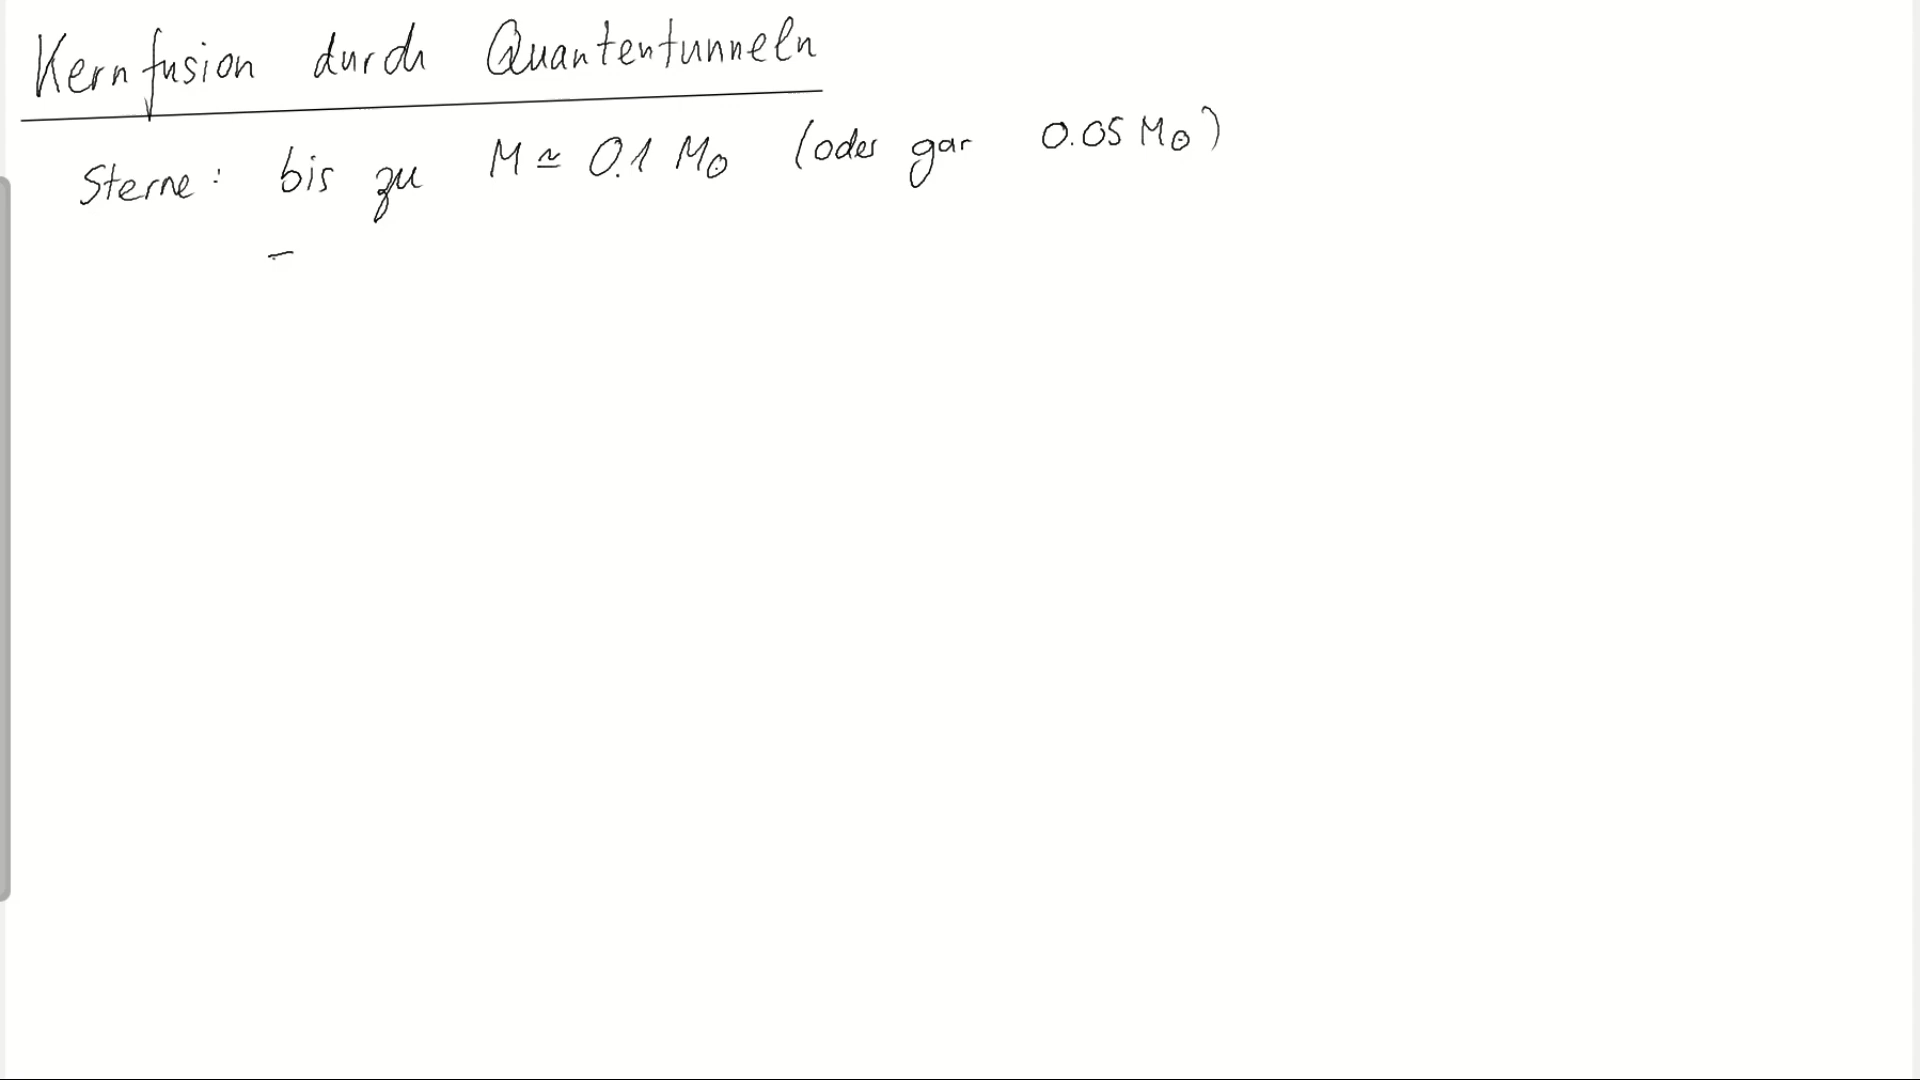 Kernfusion durch Quantentunneln
Sterne: bis zu M ≃ 0.1 M⊙ (oder gar 0.05 M⊙)
–